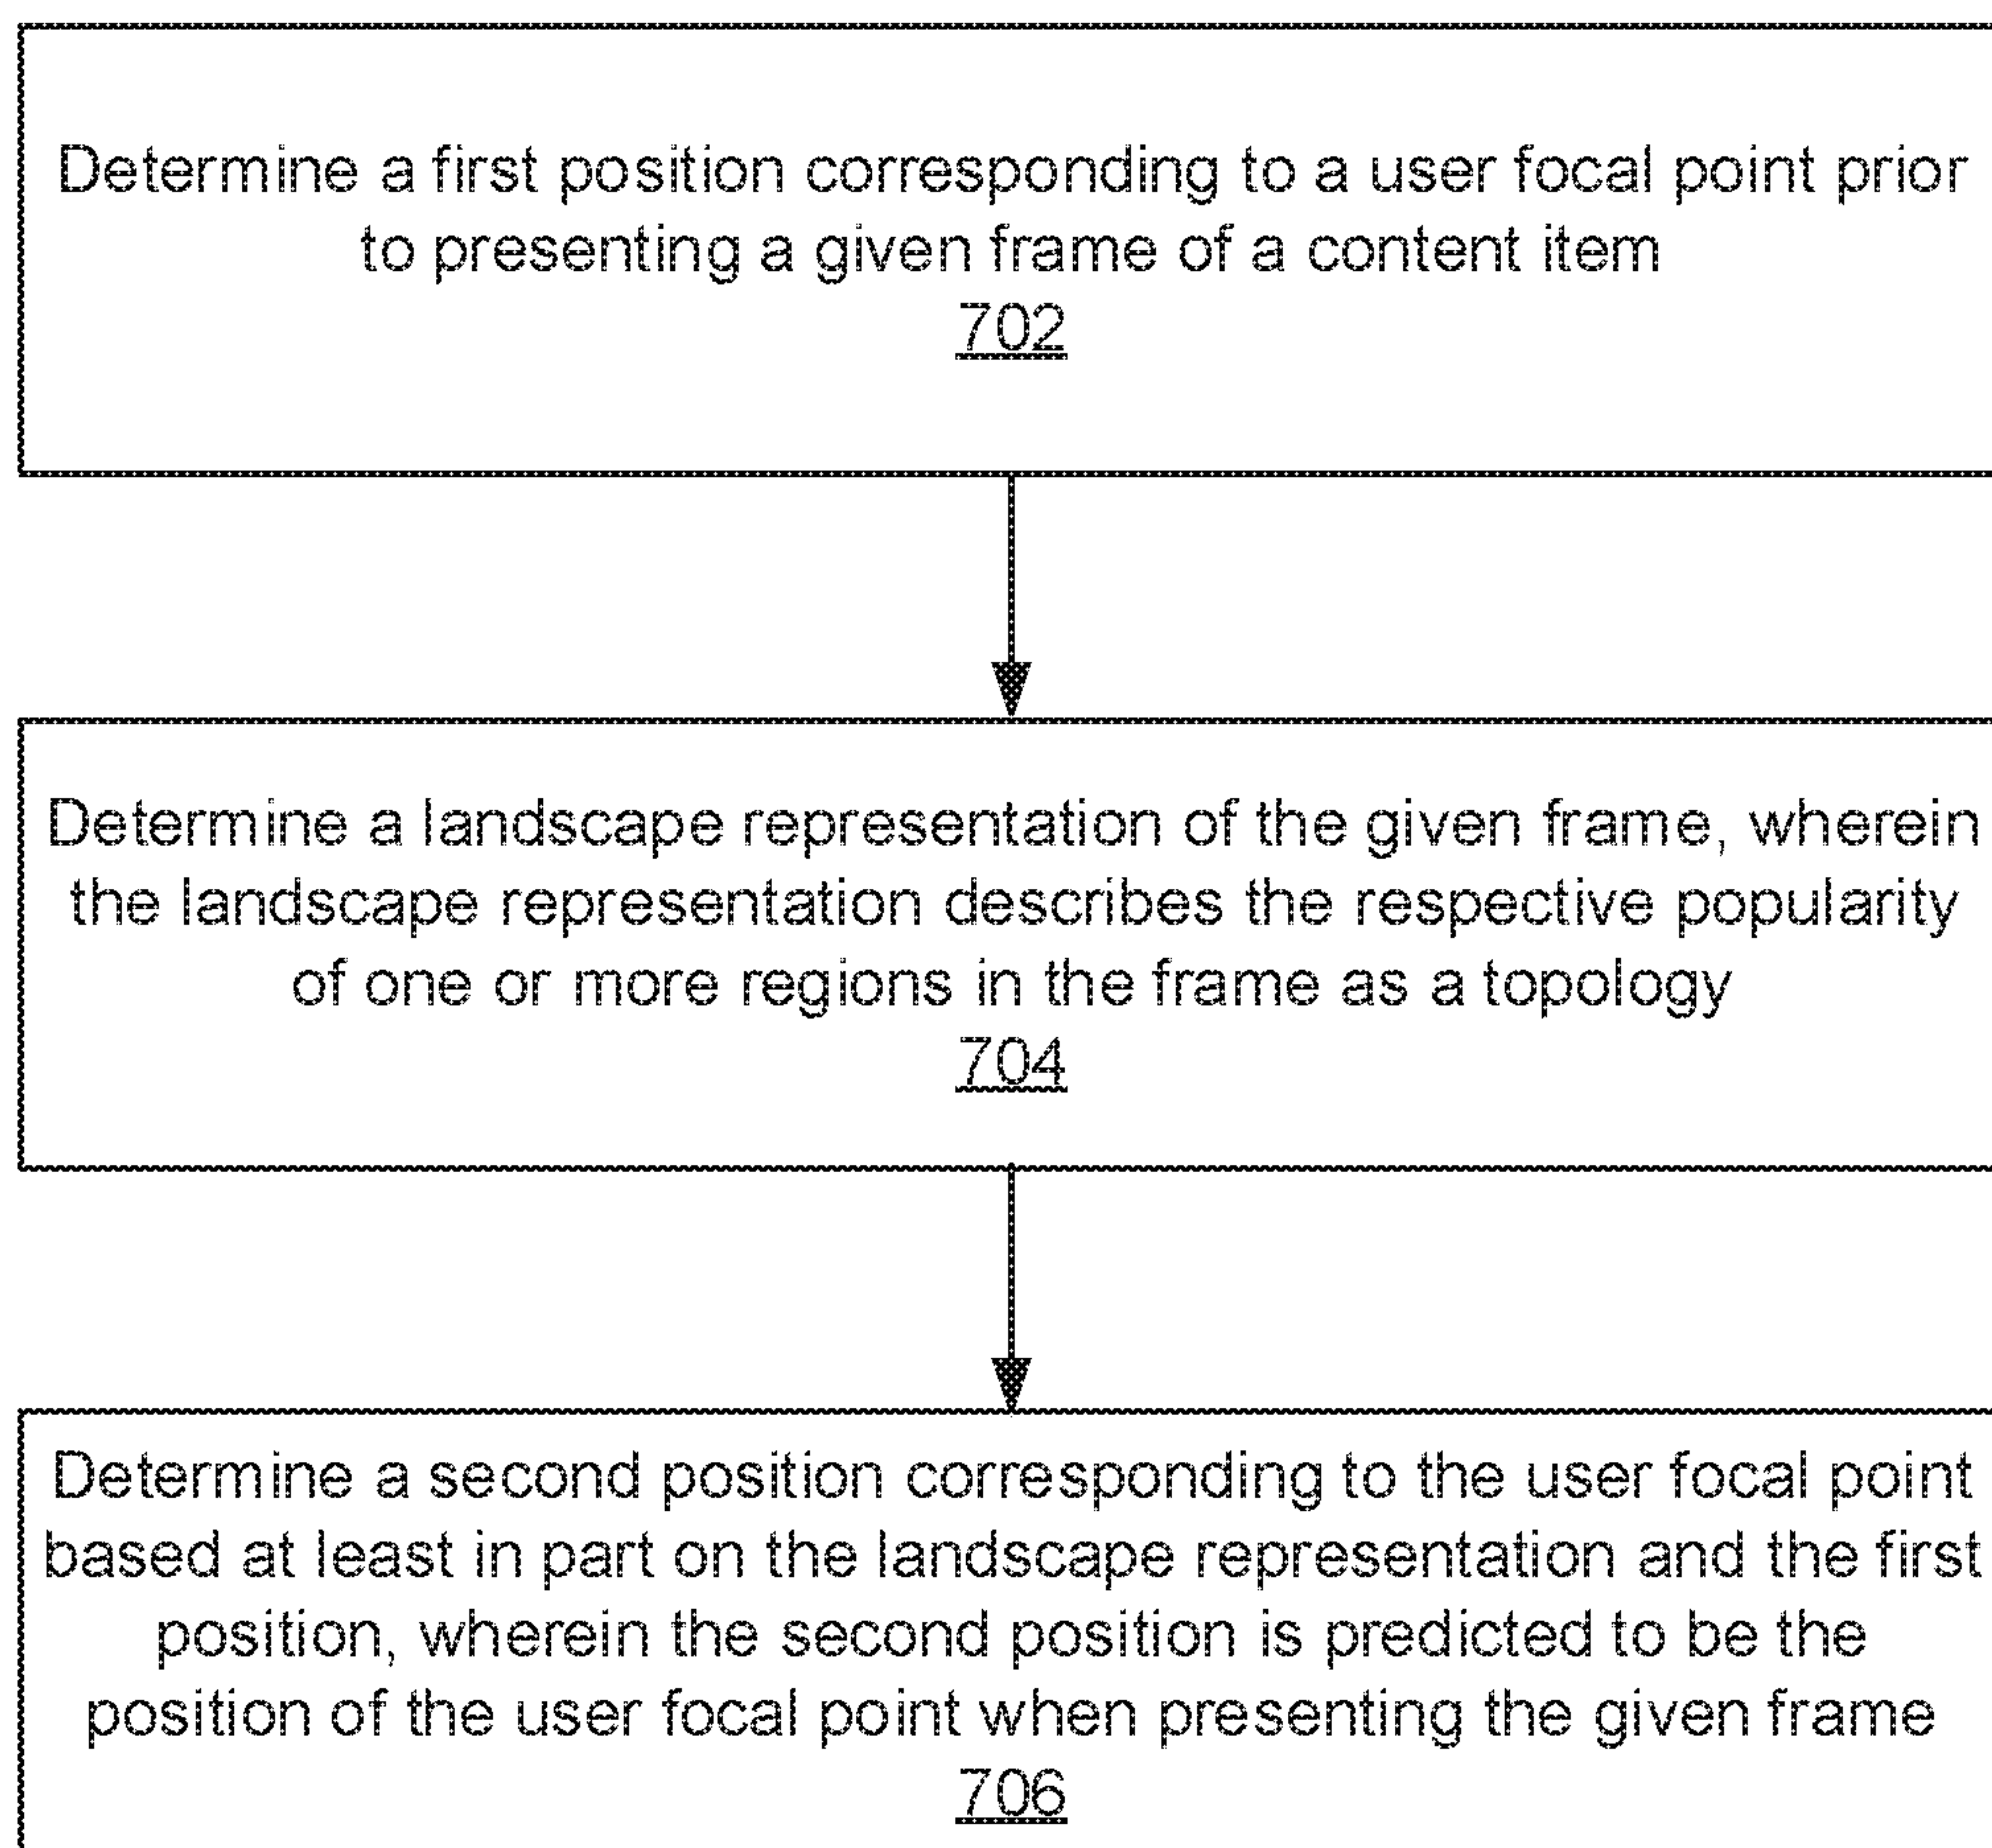 Determine a first position corresponding to a user focal point prior
to presenting a given frame of a content item
702
Determine a landscape representation of the given frame, wherein
the landscape representation describes the respective popularity
of one or more regions in the frame as a topology
704
Determine a second position corresponding to the user focal point
based at least in part on the landscape representation and the first
position, wherein the second position is predicted to be the
position of the user focal point when presenting the given frame
706